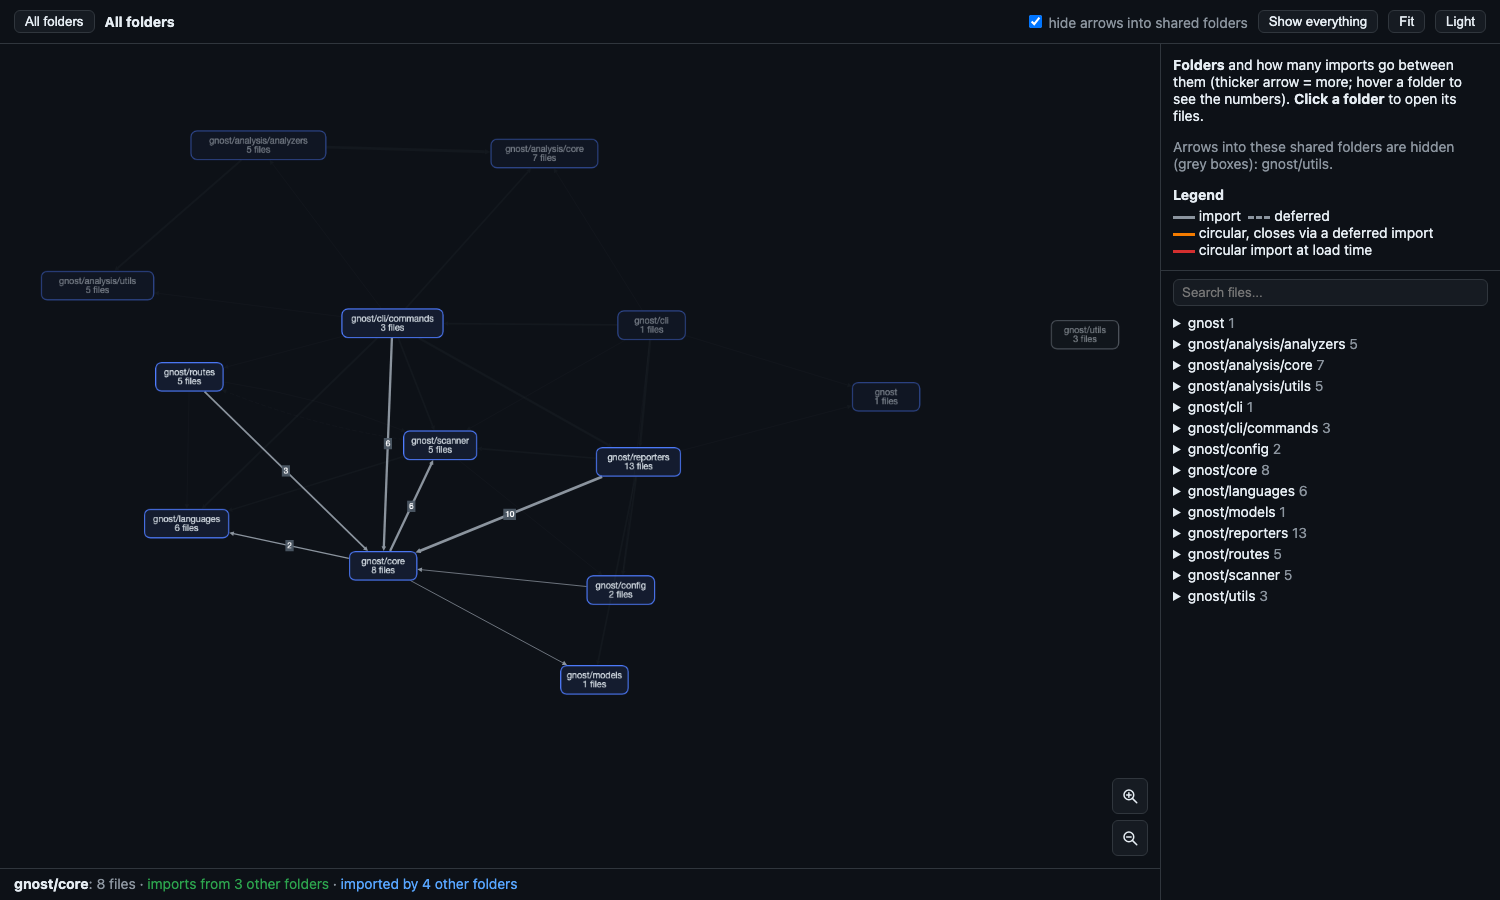 All folders
All folders
hide arrows into shared folders
Show everything
Fit
Light
gnost/analysis/analyzers
5 files
gnost/analysis/core
7 files
gnost/analysis/utils
5 files
gnost/cli/commands
3 files
gnost/cli
1 files
gnost/utils
3 files
gnost/routes
5 files
gnost
1 files
6
gnost/scanner
5 files
gnost/reporters
13 files
3
6
10
gnost/languages
6 files
2
gnost/core
8 files
gnost/config
2 files
gnost/models
1 files
Folders and how many imports go between
them (thicker arrow = more; hover a folder to
see the numbers). Click a folder to open its
files.
Arrows into these shared folders are hidden
(grey boxes): gnost/utils.
Legend
import
deferred
circular, closes via a deferred import
circular import at load time
Search files...
gnost 1
gnost/analysis/analyzers 5
gnost/analysis/core 7
gnost/analysis/utils 5
gnost/cli 1
gnost/cli/commands 3
gnost/config 2
gnost/core 8
gnost/languages 6
gnost/models 1
gnost/reporters 13
gnost/routes 5
gnost/scanner 5
gnost/utils 3
gnost/core: 8 files · imports from 3 other folders · imported by 4 other folders